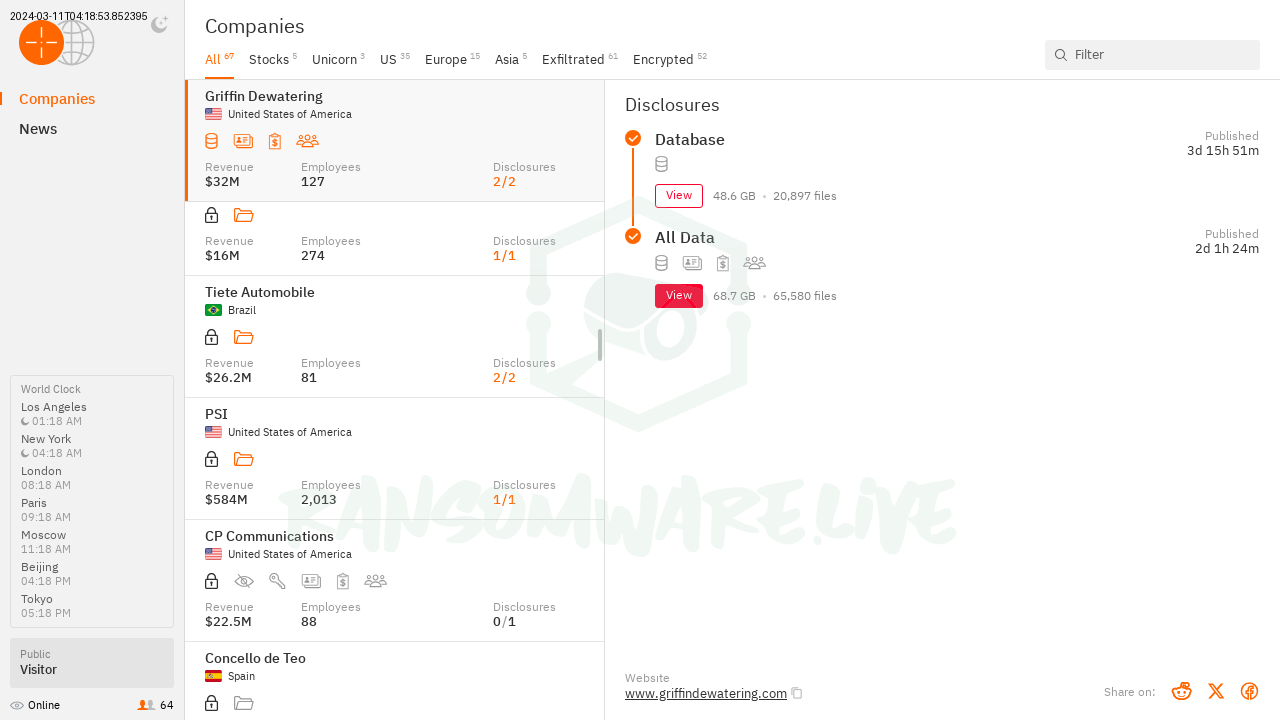 2024-03-11T04:18:53.852395
Companies
News
World Clock
Los Angeles
01:18 AM
New York
04:18 AM
London
08:18 AM
Paris
09:18 AM
Moscow
11:18 AM
Beijing
04:18 PM
Tokyo
05:18 PM
Public
Visitor
Online 64
Companies
All 67 Stocks 5 Unicorn 3 US 35 Europe 15 Asia 5 Exfiltrated 61 Encrypted 52
Filter
Griffin Dewatering
United States of America
Revenue Employees Disclosures
$32M 127 2/2
Revenue Employees Disclosures
$16M 274 1/1
Tiete Automobile
Brazil
Revenue Employees Disclosures
$26.2M 81 2/2
PSI
United States of America
Revenue Employees Disclosures
$584M 2,013 1/1
CP Communications
United States of America
Revenue Employees Disclosures
$22.5M 88 0/1
Concello de Teo
Spain
Disclosures
Database
Published
3d 15h 51m
View 48.6 GB • 20,897 files
All Data
Published
2d 1h 24m
View 68.7 GB • 65,580 files
RANSOMWARE.LIVE
Website
www.griffindewatering.com
Share on: